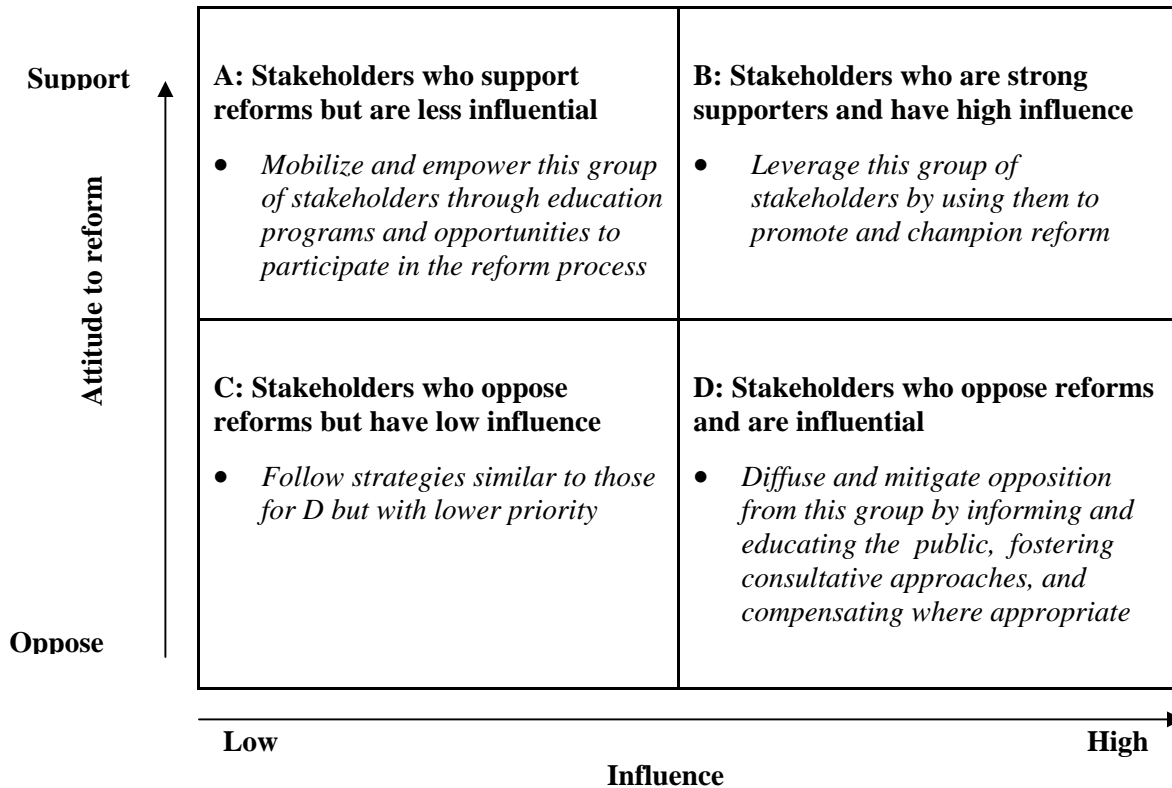 Support
Attitude to reform
Oppose
A: Stakeholders who support
reforms but are less influential
• Mobilize and empower this group
of stakeholders through education
programs and opportunities to
participate in the reform process
B: Stakeholders who are strong
supporters and have high influence
• Leverage this group of
stakeholders by using them to
promote and champion reform
C: Stakeholders who oppose
reforms but have low influence
• Follow strategies similar to those
for D but with lower priority
D: Stakeholders who oppose reforms
and are influential
• Diffuse and mitigate opposition
from this group by informing and
educating the public, fostering
consultative approaches, and
compensating where appropriate
Low
High
Influence